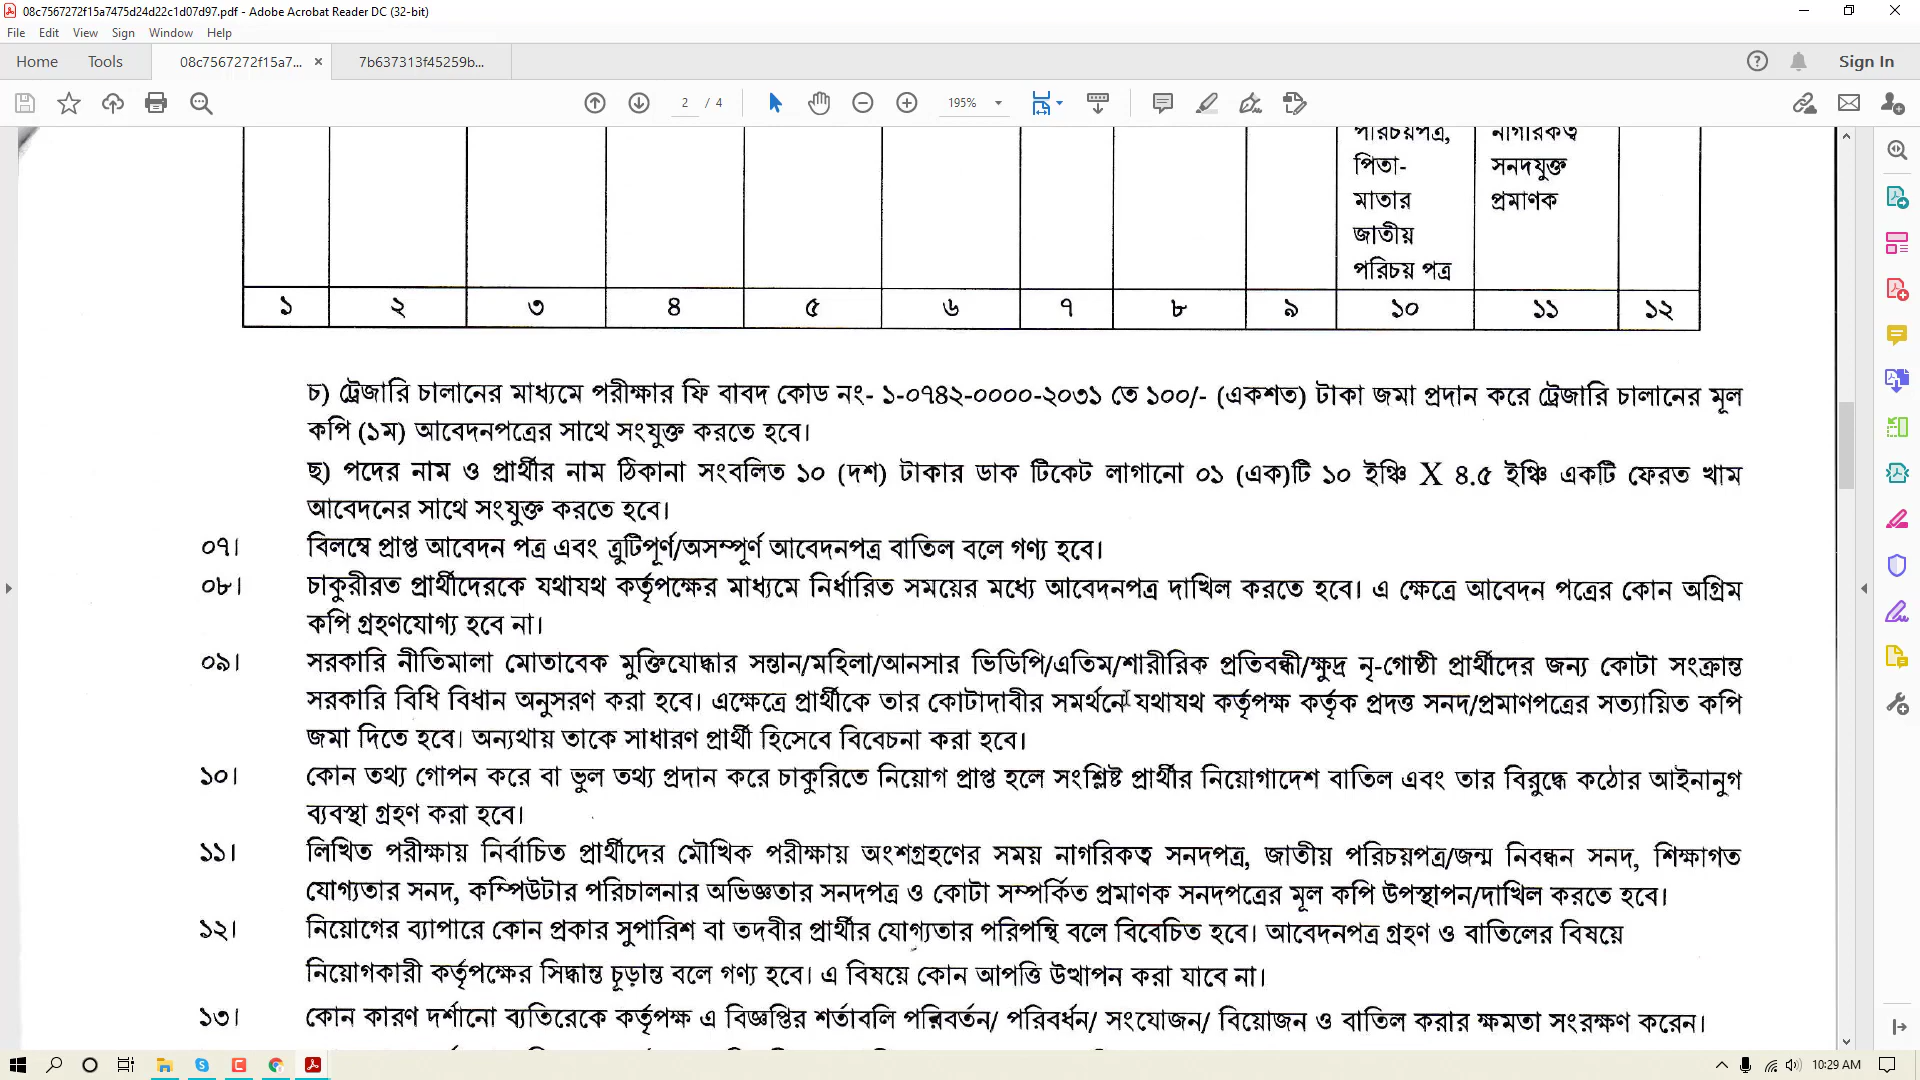 08c7567272f15a7475d24d22c1d07d97.pdf - Adobe Acrobat Reader DC (32-bit)
File Edit View Sign Window Help
Home Tools 08c7567272f15a7... × 7b637313f45259b... Sign In
2 / 4 195%
পরিচয়পত্র, নাগরিকত্ব
পিতা- সনদযুক্ত
মাতার প্রমাণক
জাতীয়
পরিচয় পত্র
১ ২ ৩ ৪ ৫ ৬ ৭ ৮ ৯ ১০ ১১ ১২
চ) ট্রেজারি চালানের মাধ্যমে পরীক্ষার ফি বাবদ কোড নং- ১-০৭৪২-০০০০-২০৩১ তে ১০০/- (একশত) টাকা জমা প্রদান করে ট্রেজারি চালানের মূল
কপি (১ম) আবেদনপত্রের সাথে সংযুক্ত করতে হবে।
ছ) পদের নাম ও প্রার্থীর নাম ঠিকানা সংবলিত ১০ (দশ) টাকার ডাক টিকেট লাগানো ০১ (এক)টি ১০ ইঞ্চি X ৪.৫ ইঞ্চি একটি ফেরত খাম
আবেদনের সাথে সংযুক্ত করতে হবে।
০৭। বিলম্বে প্রাপ্ত আবেদন পত্র এবং ত্রুটিপূর্ণ/অসম্পূর্ণ আবেদনপত্র বাতিল বলে গণ্য হবে।
০৮। চাকুরীরত প্রার্থীদেরকে যথাযথ কর্তৃপক্ষের মাধ্যমে নির্ধারিত সময়ের মধ্যে আবেদনপত্র দাখিল করতে হবে। এ ক্ষেত্রে আবেদন পত্রের কোন অগ্রিম
কপি গ্রহণযোগ্য হবে না।
০৯। সরকারি নীতিমালা মোতাবেক মুক্তিযোদ্ধার সন্তান/মহিলা/আনসার ভিডিপি/এতিম/শারীরিক প্রতিবন্ধী/ক্ষুদ্র নৃ-গোষ্ঠী প্রার্থীদের জন্য কোটা সংক্রান্ত
সরকারি বিধি বিধান অনুসরণ করা হবে। এক্ষেত্রে প্রার্থীকে তার কোটাদাবীর সমর্থনে যথাযথ কর্তৃপক্ষ কর্তৃক প্রদত্ত সনদ/প্রমাণপত্রের সত্যায়িত কপি
জমা দিতে হবে। অন্যথায় তাকে সাধারণ প্রার্থী হিসেবে বিবেচনা করা হবে।
১০। কোন তথ্য গোপন করে বা ভুল তথ্য প্রদান করে চাকুরিতে নিয়োগ প্রাপ্ত হলে সংশ্লিষ্ট প্রার্থীর নিয়োগাদেশ বাতিল এবং তার বিরুদ্ধে কঠোর আইনানুগ
ব্যবস্থা গ্রহণ করা হবে।
১১। লিখিত পরীক্ষায় নির্বাচিত প্রার্থীদের মৌখিক পরীক্ষায় অংশগ্রহণের সময় নাগরিকত্ব সনদপত্র, জাতীয় পরিচয়পত্র/জন্ম নিবন্ধন সনদ, শিক্ষাগত
যোগ্যতার সনদ, কম্পিউটার পরিচালনার অভিজ্ঞতার সনদপত্র ও কোটা সম্পর্কিত প্রমাণক সনদপত্রের মূল কপি উপস্থাপন/দাখিল করতে হবে।
১২। নিয়োগের ব্যাপারে কোন প্রকার সুপারিশ বা তদবীর প্রার্থীর যোগ্যতার পরিপন্থি বলে বিবেচিত হবে। আবেদনপত্র গ্রহণ ও বাতিলের বিষয়ে
নিয়োগকারী কর্তৃপক্ষের সিদ্ধান্ত চূড়ান্ত বলে গণ্য হবে। এ বিষয়ে কোন আপত্তি উত্থাপন করা যাবে না।
১৩। কোন কারণ দর্শানো ব্যতিরেকে কর্তৃপক্ষ এ বিজ্ঞপ্তির শর্তাবলি পরিবর্তন/ পরিবর্ধন/ সংযোজন/ বিয়োজন ও বাতিল করার ক্ষমতা সংরক্ষণ করেন।
10:29 AM